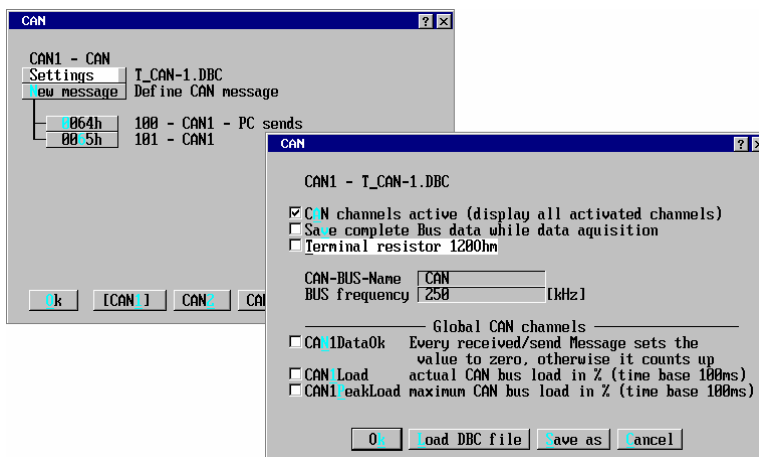 CAN
CAN1 - CAN
Settings T_CAN-1.DBC
New message Define CAN message
0064h 100 - CAN1 - PC sends
0065h 101 - CAN1
Ok [CAN1] CAN2
CAN
CAN1 - T_CAN-1.DBC
CAN channels active (display all activated channels)
Save complete Bus data while data aquisition
Terminal resistor 120Ohm
CAN-BUS-Name CAN
BUS frequency 250 [kHz]
Global CAN channels
CAN1DataOk Every received/send Message sets the
value to zero, otherwise it counts up
CAN1Load actual CAN bus load in % (time base 100ms)
CAN1PeakLoad maximum CAN bus load in % (time base 100ms)
Ok Load DBC file Save as Cancel